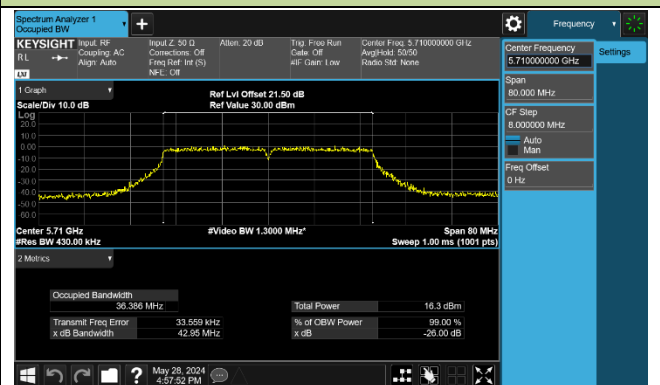 Spectrum Analyzer 1
Occupied BW
+
Frequency
KEYSIGHT
RL
LXI
Input: RF
Coupling: AC
Align: Auto
Input Z: 50 Ω
Corrections: Off
Freq Ref: Int (S)
NFE: Off
Atten: 20 dB
Trig: Free Run
Gate: Off
#IF Gain: Low
Center Freq: 5.710000000 GHz
Avg|Hold: 50/50
Radio Std: None
Center Frequency
5.710000000 GHz
Settings
Span
80.000 MHz
CF Step
8.000000 MHz
Auto
Man
Freq Offset
0 Hz
1 Graph
Scale/Div 10.0 dB
Ref Lvl Offset 21.50 dB
Ref Value 30.00 dBm
Log
20.0
10.0
0.00
-10.0
-20.0
-30.0
-40.0
-50.0
-60.0
Center 5.71 GHz
#Res BW 430.00 kHz
#Video BW 1.3000 MHz*
Span 80 MHz
Sweep 1.00 ms (1001 pts)
2 Metrics
Occupied Bandwidth
36.386 MHz
Total Power 16.3 dBm
Transmit Freq Error 33.559 kHz
% of OBW Power 99.00 %
x dB Bandwidth 42.95 MHz
x dB -26.00 dB
?
May 28, 2024
4:57:52 PM